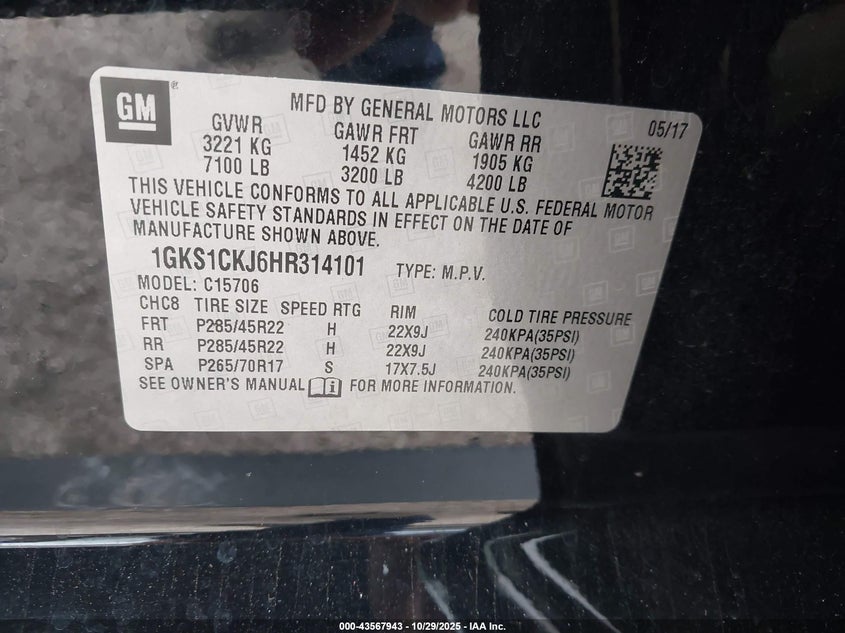 GM®
MFD BY GENERAL MOTORS LLC
05/17
GVWR GAWR FRT GAWR RR
3221 KG 1452 KG 1905 KG
7100 LB 3200 LB 4200 LB
THIS VEHICLE CONFORMS TO ALL APPLICABLE U.S. FEDERAL MOTOR
VEHICLE SAFETY STANDARDS IN EFFECT ON THE DATE OF
MANUFACTURE SHOWN ABOVE.
1GKS1CKJ6HR314101 TYPE: M.P.V.
MODEL: C15706
CHC8 TIRE SIZE SPEED RTG RIM COLD TIRE PRESSURE
FRT P285/45R22 H 22X9J 240KPA(35PSI)
RR P285/45R22 H 22X9J 240KPA(35PSI)
SPA P265/70R17 S 17X7.5J 240KPA(35PSI)
SEE OWNER'S MANUAL FOR MORE INFORMATION.
000-43567943 - 10/29/2025 - IAA Inc.